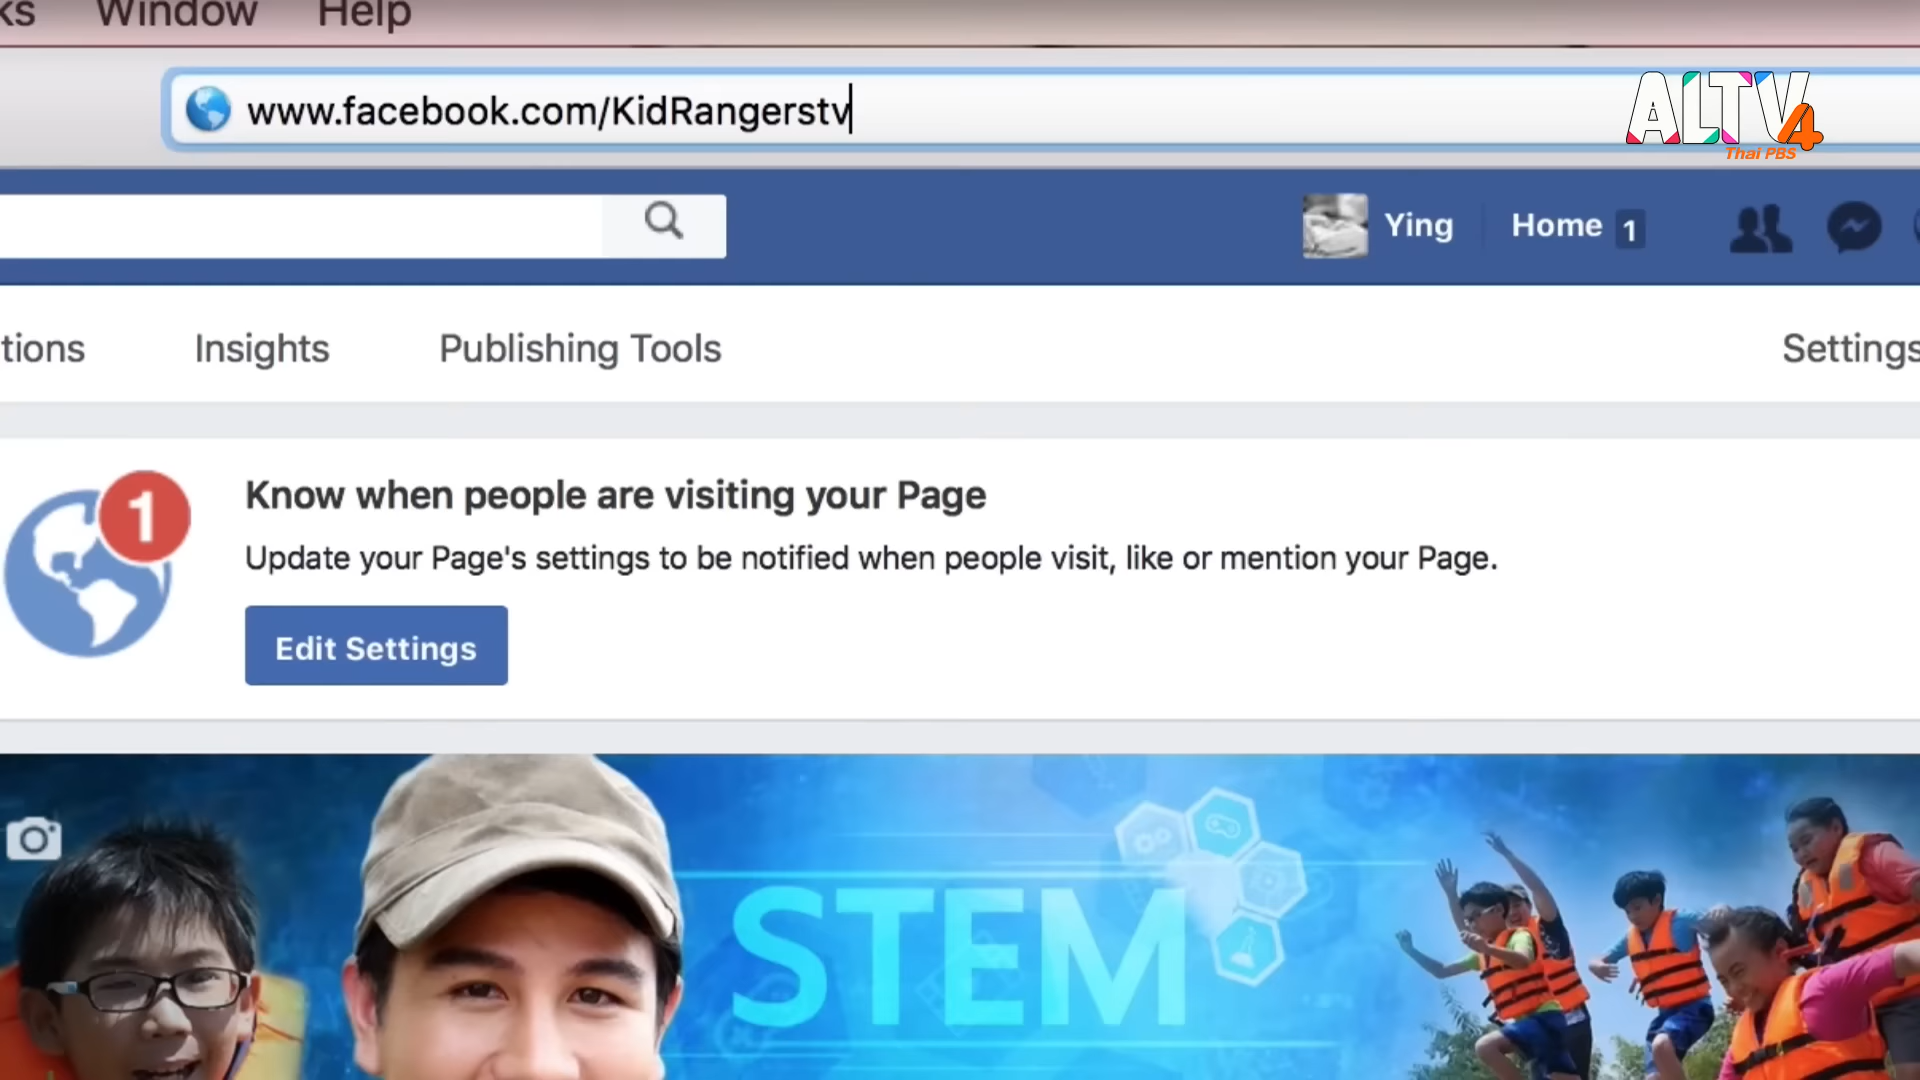 Window Help
www.facebook.com/KidRangerstv
ALTV4
Thai PBS
Ying Home 1
Insights Publishing Tools Settings
1
Know when people are visiting your Page
Update your Page's settings to be notified when people visit, like or mention your Page.
Edit Settings
STEM